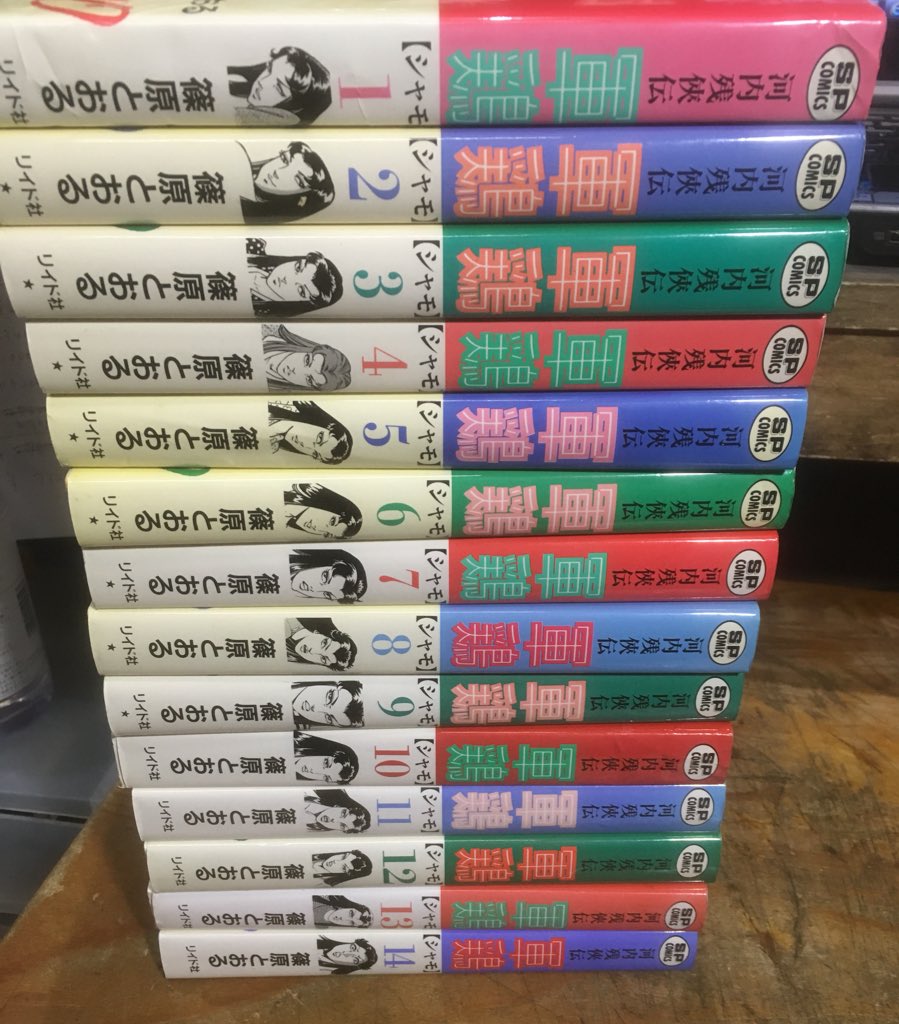 SP COMICS 河内残侠伝 軍鶏【シャモ】 1 篠原とおる リイド社
SP COMICS 河内残侠伝 軍鶏【シャモ】 2 篠原とおる リイド社 ★
SP COMICS 河内残侠伝 軍鶏【シャモ】 3 篠原とおる リイド社 ★
SP COMICS 河内残侠伝 軍鶏【シャモ】 4 篠原とおる リイド社 ★
SP COMICS 河内残侠伝 軍鶏【シャモ】 5 篠原とおる リイド社 ★
SP COMICS 河内残侠伝 軍鶏【シャモ】 6 篠原とおる リイド社 ★
SP COMICS 河内残侠伝 軍鶏【シャモ】 7 篠原とおる リイド社 ★
SP COMICS 河内残侠伝 軍鶏【シャモ】 8 篠原とおる リイド社 ★
SP COMICS 河内残侠伝 軍鶏【シャモ】 9 篠原とおる リイド社 ★
SP COMICS 河内残侠伝 軍鶏【シャモ】 10 篠原とおる リイド社
SP COMICS 河内残侠伝 軍鶏【シャモ】 11 篠原とおる リイド社
SP COMICS 河内残侠伝 軍鶏【シャモ】 12 篠原とおる リイド社
SP COMICS 河内残侠伝 軍鶏【シャモ】 13 篠原とおる リイド社
SP COMICS 河内残侠伝 軍鶏【シャモ】 14 篠原とおる リイド社